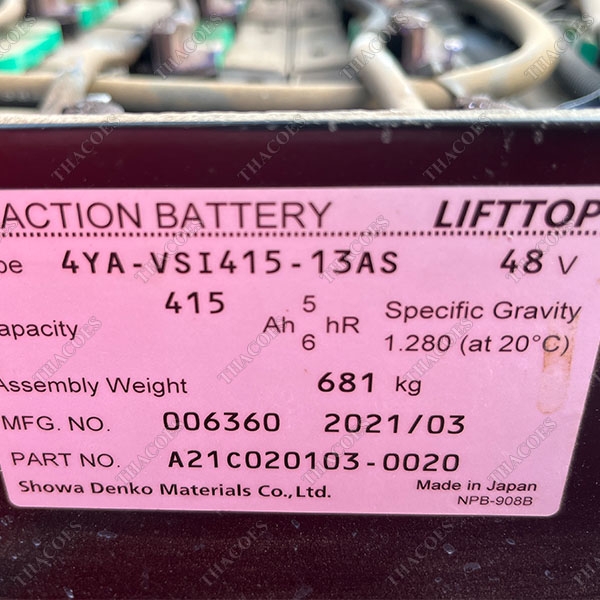 ACTION BATTERY LIFTTOP
pe 4YA-VSI415-13AS 48 V
apacity 415 Ah 5 hR Specific Gravity
6 1.280 (at 20°C)
Assembly Weight 681 kg
MFG. NO. 006360 2021/03
PART NO. A21C020103-0020
Showa Denko Materials Co.,Ltd. Made in Japan
NPB-908B
THACOES